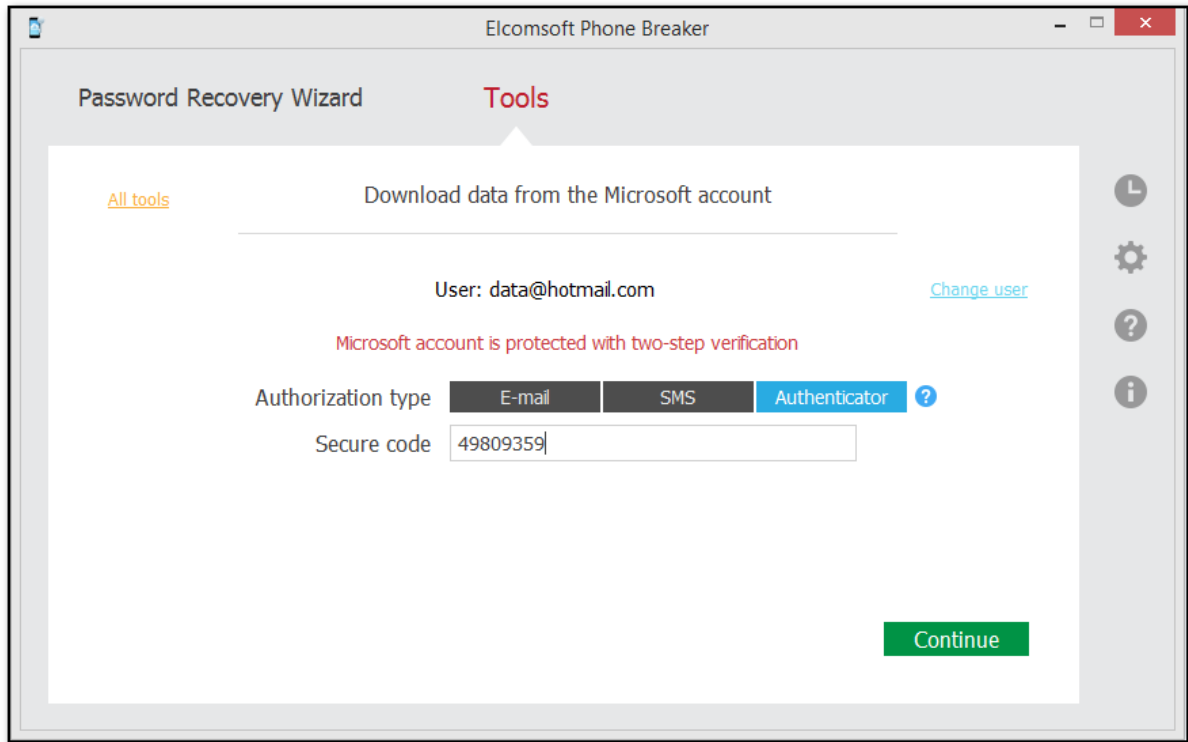 Elcomsoft Phone Breaker
Password Recovery Wizard Tools
All tools
Download data from the Microsoft account
User: data@hotmail.com
Change user
Microsoft account is protected with two-step verification
Authorization type E-mail SMS Authenticator ?
Secure code 49809359
Continue